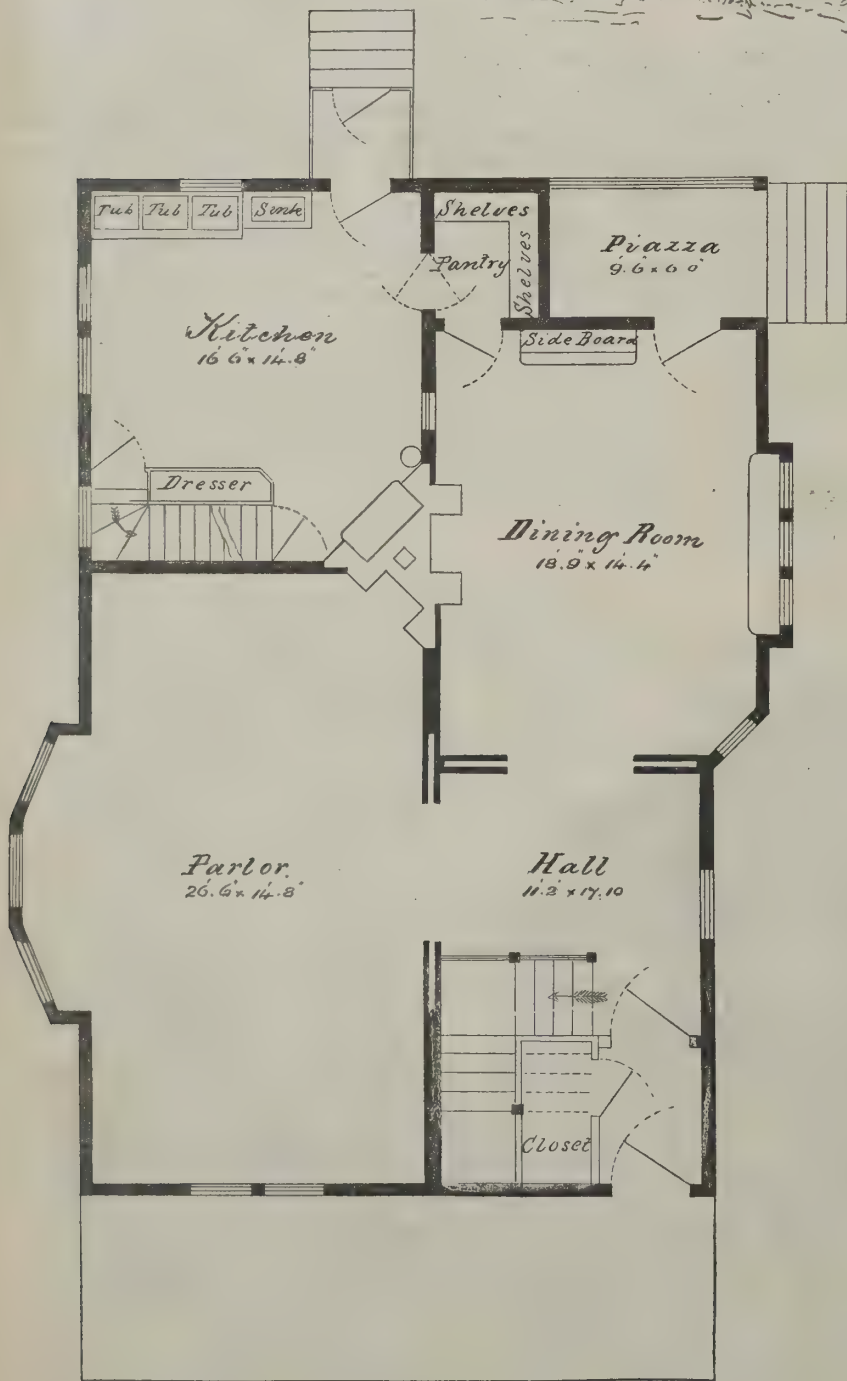 Tub Tub Tub Sink
Shelves
Shelves
Pantry
Piazza
9.6 x 6.0
Kitchen
16.6 x 14.8
Side Board
Dresser
Dining Room
18.9 x 14.4
Parlor.
26.6 x 14.8
Hall
11.2 x 17.10
Closet